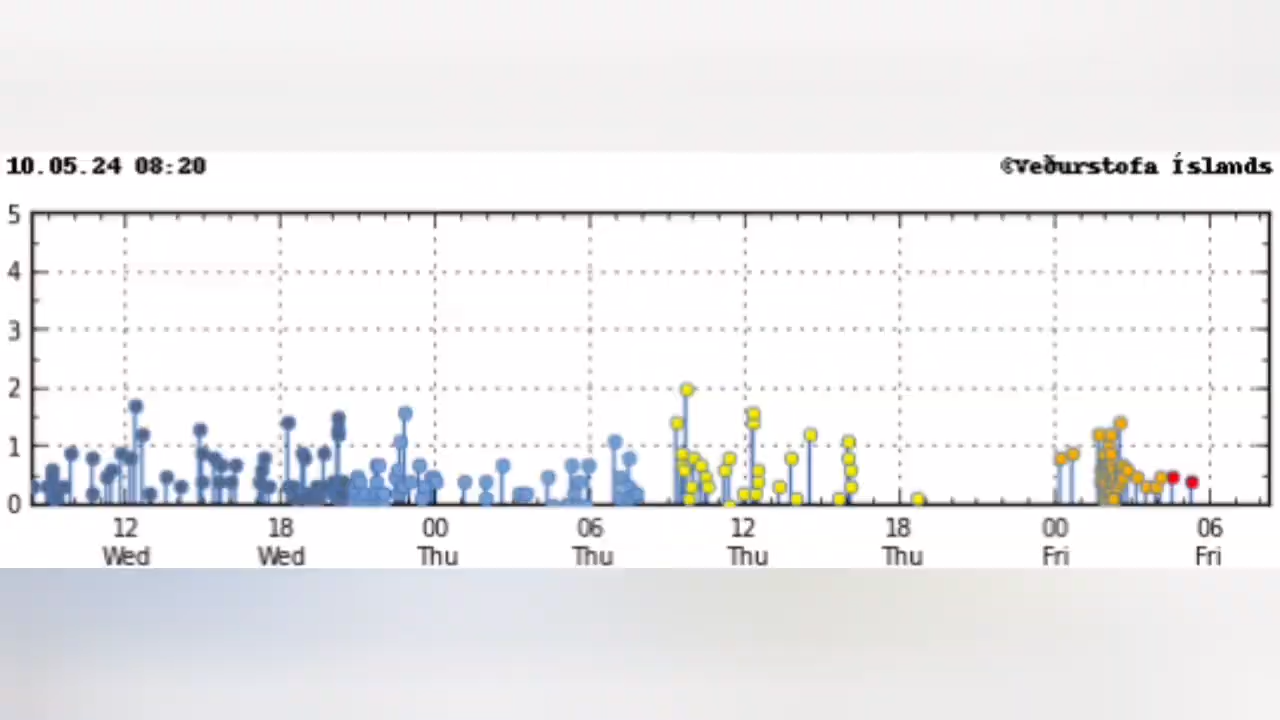 10.05.24 08:20 ©Veðurstofa Íslands
5
4
3
2
1
0
12 18 00 06 12 18 00 06
Wed Wed Thu Thu Thu Thu Fri Fri